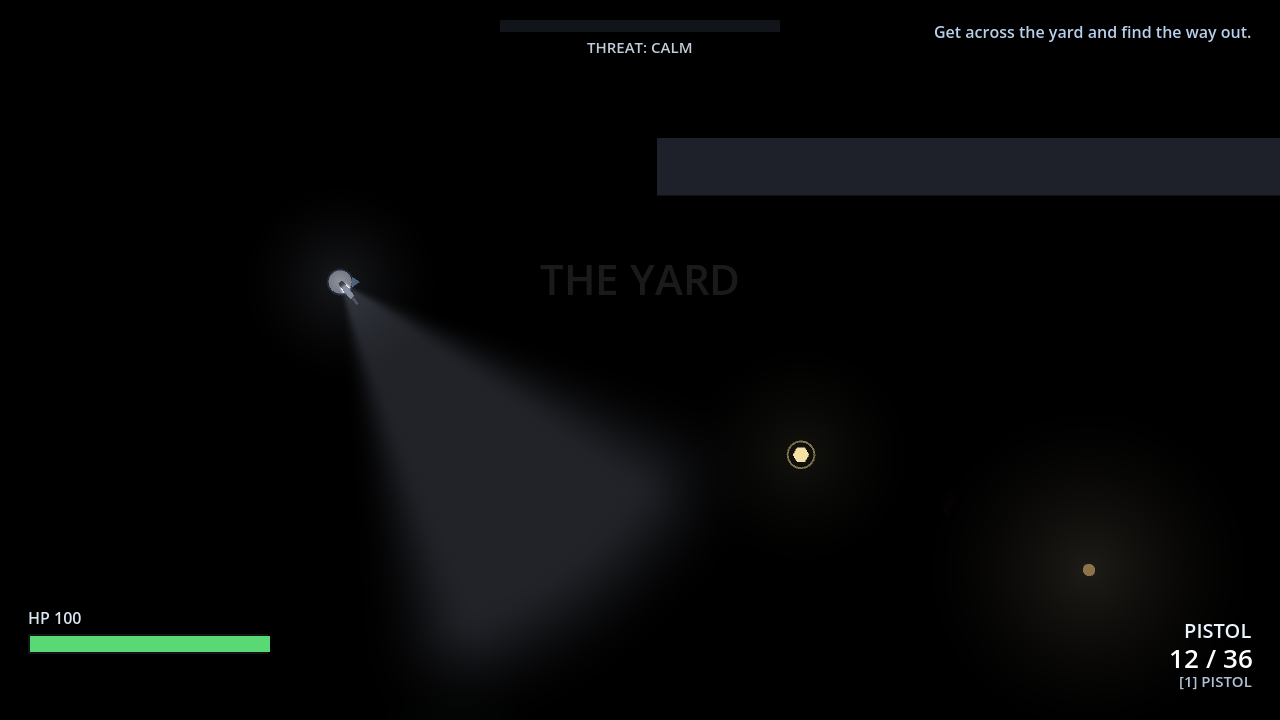 THREAT: CALM
Get across the yard and find the way out.
THE YARD
HP 100
PISTOL
12 / 36
[1] PISTOL